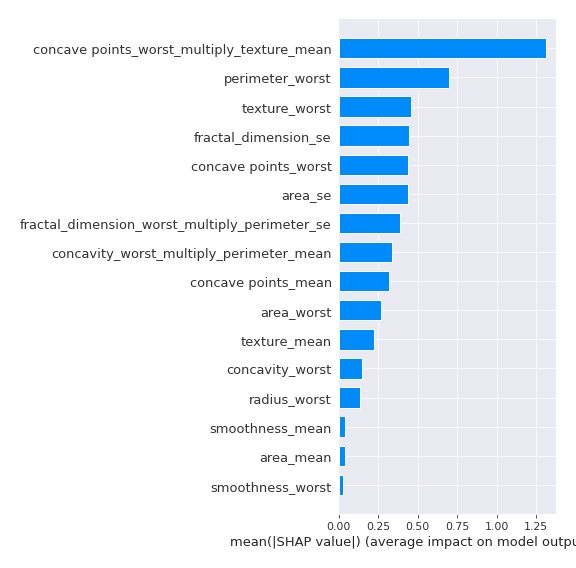 concave points_worst_multiply_texture_mean
perimeter_worst
texture_worst
fractal_dimension_se
concave points_worst
area_se
fractal_dimension_worst_multiply_perimeter_se
concavity_worst_multiply_perimeter_mean
concave points_mean
area_worst
texture_mean
concavity_worst
radius_worst
smoothness_mean
area_mean
smoothness_worst
0.00 0.25 0.50 0.75 1.00 1.25
mean(|SHAP value|) (average impact on model outpu